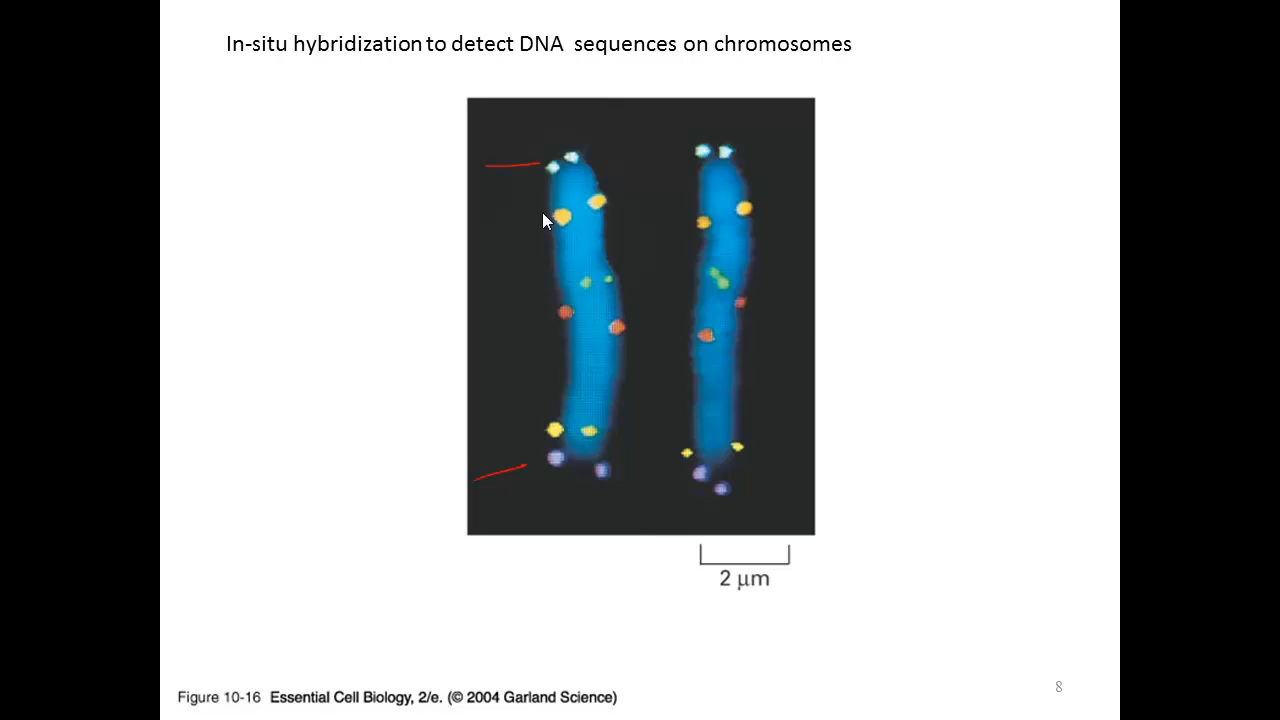 In-situ hybridization to detect DNA sequences on chromosomes
2 μm
Figure 10-16 Essential Cell Biology, 2/e. (© 2004 Garland Science)
8